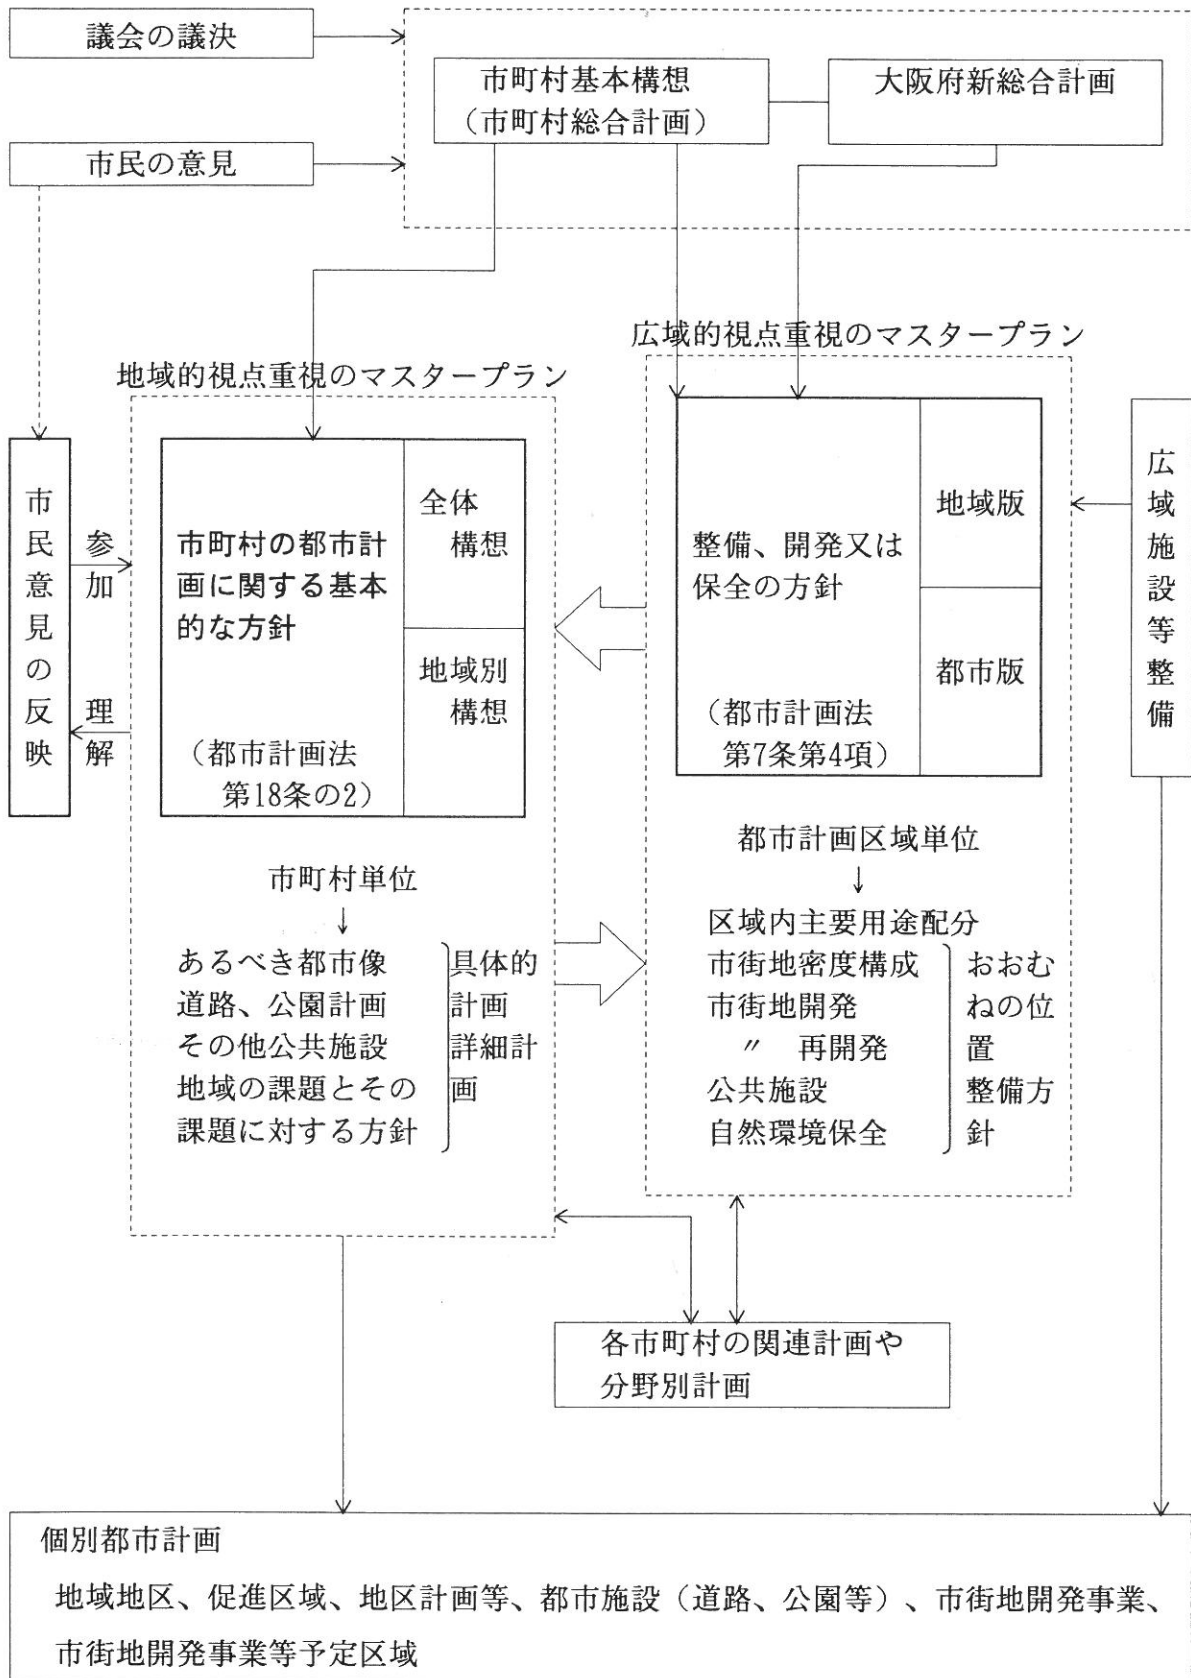 議会の議決
市町村基本構想
（市町村総合計画）
大阪府新総合計画
市民の意見
広域的視点重視のマスタープラン
地域的視点重視のマスタープラン
市民意見の反映
参加
理解
市町村の都市計
画に関する基本
的な方針
（都市計画法
第18条の2）
全体
構想
地域別
構想
整備、開発又は
保全の方針
（都市計画法
第7条第4項）
地域版
都市版
広域施設等整備
市町村単位
↓
あるべき都市像
道路、公園計画
その他公共施設
地域の課題とその
課題に対する方針
具体的
計画
詳細計
画
都市計画区域単位
↓
区域内主要用途配分
市街地密度構成
市街地開発
〃　再開発
公共施設
自然環境保全
おおむ
ねの位
置
整備方
針
各市町村の関連計画や
分野別計画
個別都市計画
地域地区、促進区域、地区計画等、都市施設（道路、公園等）、市街地開発事業、
市街地開発事業等予定区域